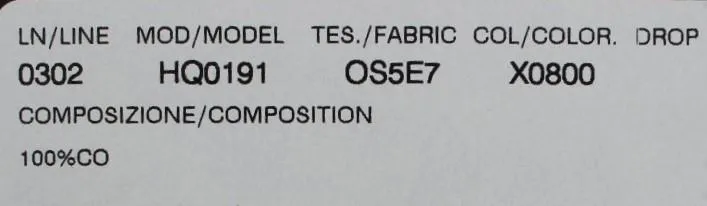 LN/LINE MOD/MODEL TES./FABRIC COL/COLOR. DROP
0302 HQ0191 OS5E7 X0800
COMPOSIZIONE/COMPOSITION
100%CO